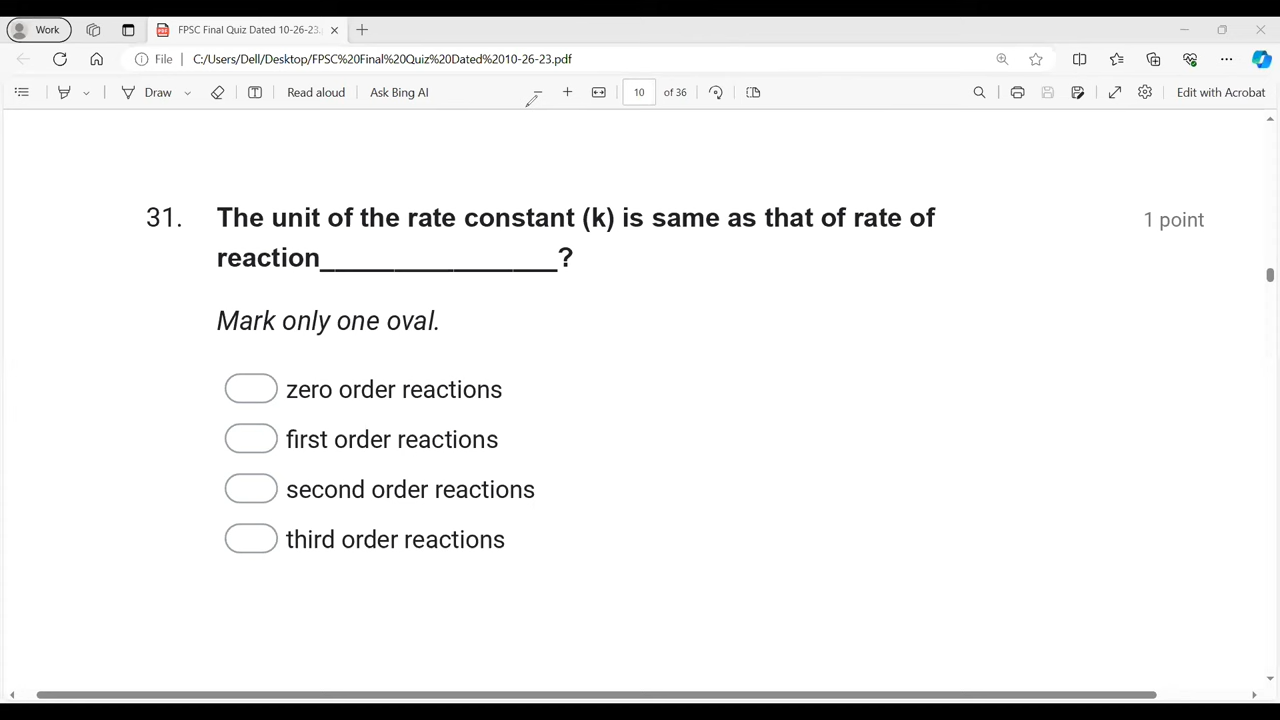 Work
FPSC Final Quiz Dated 10-26-23.
File
C:/Users/Dell/Desktop/FPSC%20Final%20Quiz%20Dated%2010-26-23.pdf
Draw
Read aloud
Ask Bing AI
10
of 36
Edit with Acrobat
31. The unit of the rate constant (k) is same as that of rate of 1 point
reaction________________?
Mark only one oval.
zero order reactions
first order reactions
second order reactions
third order reactions